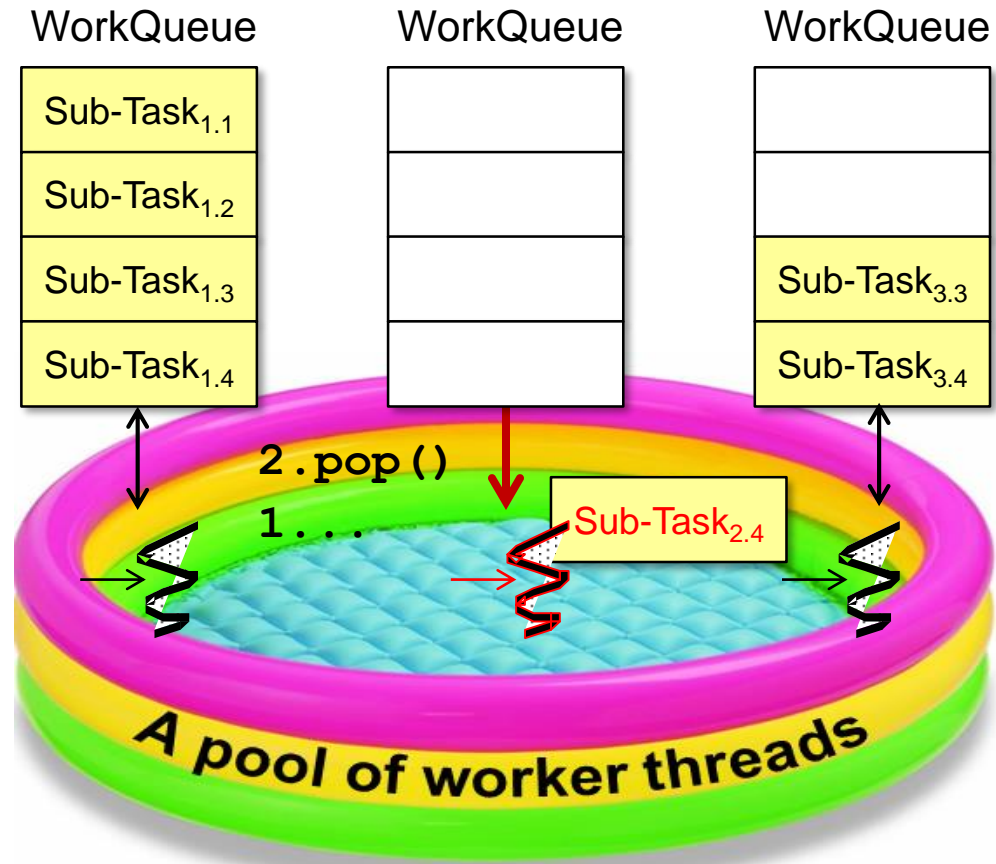 WorkQueue WorkQueue WorkQueue
Sub-Task1.1
Sub-Task1.2
Sub-Task1.3 Sub-Task3.3
Sub-Task1.4 Sub-Task3.4
2.pop()
1...
Sub-Task2.4
A pool of worker threads